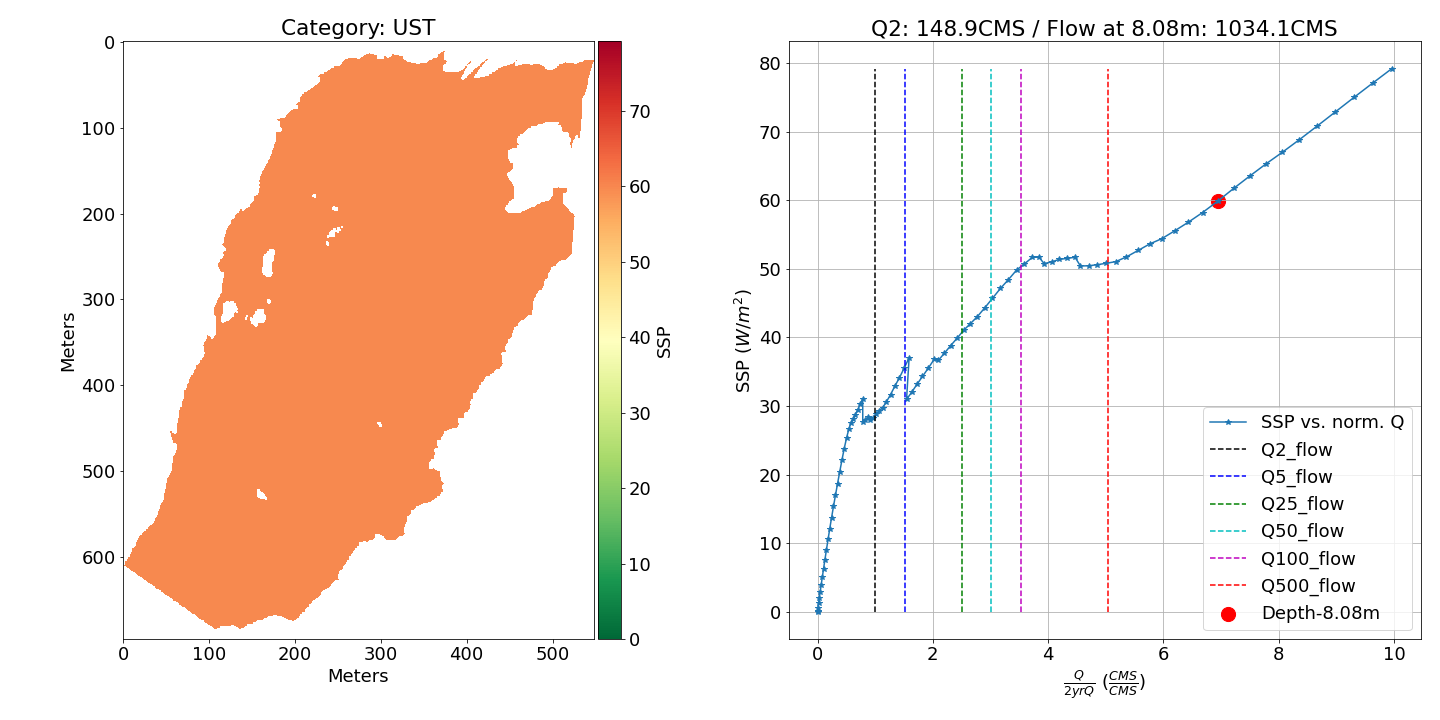 Category: UST
0
100
200
300
400
500
600
Meters
0 100 200 300 400 500
Meters
70
60
50
40
30
20
10
0
SSP
Q2: 148.9CMS / Flow at 8.08m: 1034.1CMS
80
70
60
50
40
30
20
10
0
SSP (W/m²)
0 2 4 6 8 10
Q/2yrQ (CMS/CMS)
SSP vs. norm. Q
Q2_flow
Q5_flow
Q25_flow
Q50_flow
Q100_flow
Q500_flow
Depth-8.08m